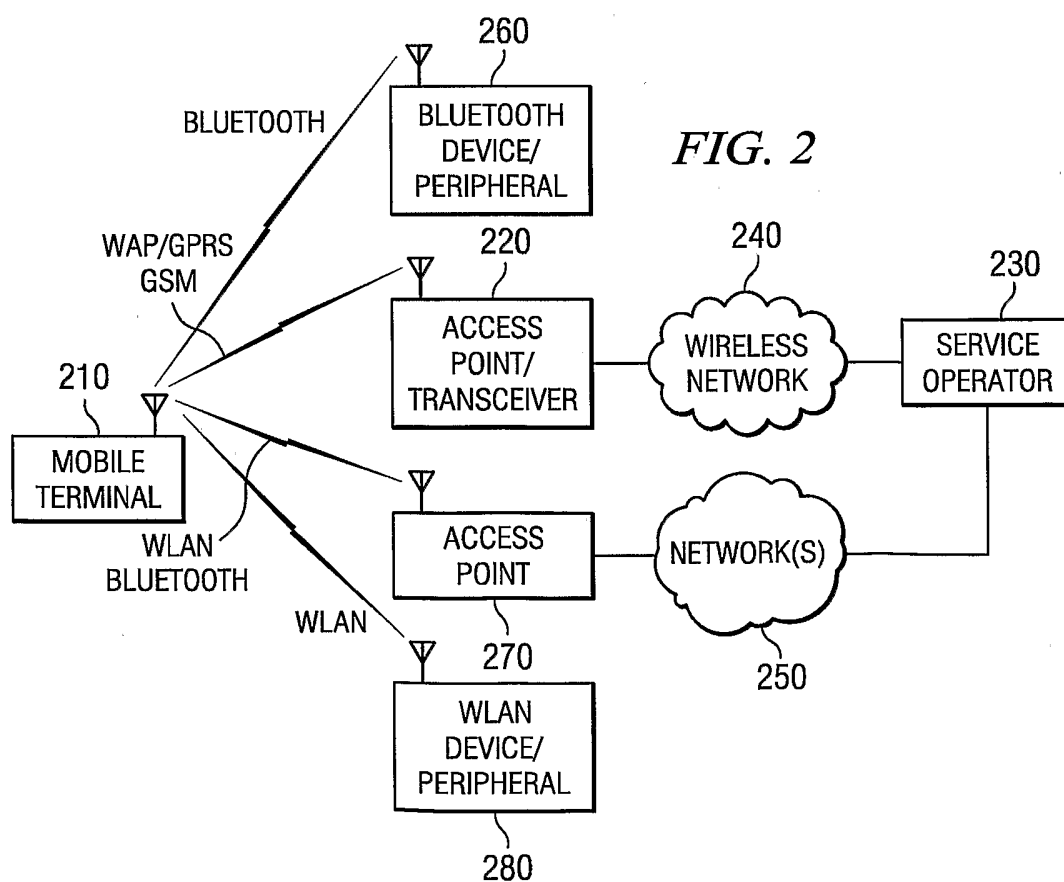 260
BLUETOOTH
DEVICE/
PERIPHERAL
FIG. 2
BLUETOOTH
WAP/GPRS
GSM
220
ACCESS
POINT/
TRANSCEIVER
240
WIRELESS
NETWORK
230
SERVICE
OPERATOR
210
MOBILE
TERMINAL
WLAN
BLUETOOTH
ACCESS
POINT
270
NETWORK(S)
250
WLAN
WLAN
DEVICE/
PERIPHERAL
280